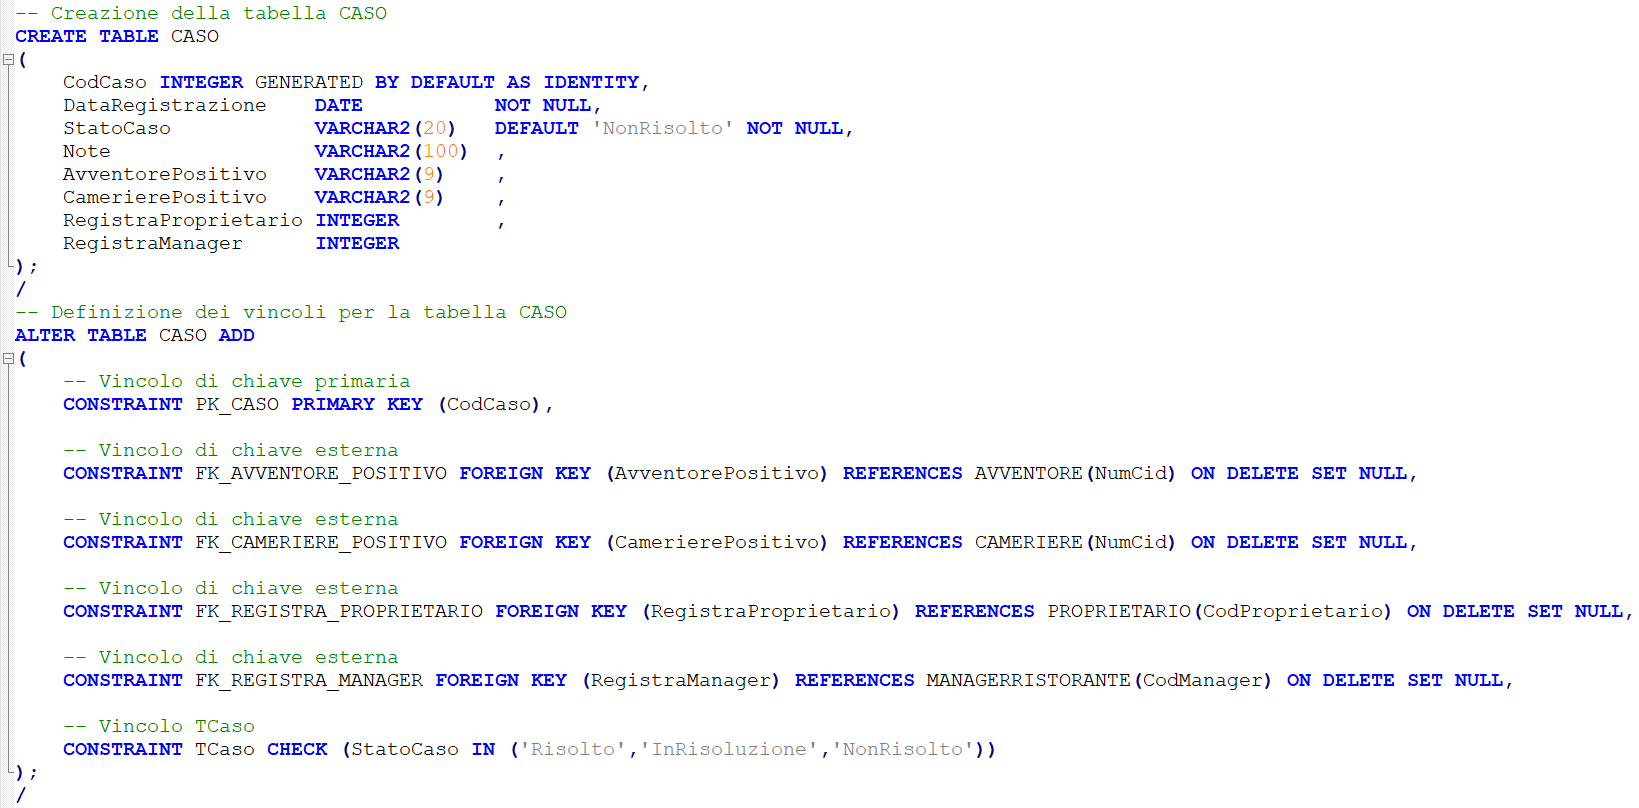 -- Creazione della tabella CASO
CREATE TABLE CASO
(
    CodCaso INTEGER GENERATED BY DEFAULT AS IDENTITY,
    DataRegistrazione    DATE           NOT NULL,
    StatoCaso            VARCHAR2(20)   DEFAULT 'NonRisolto' NOT NULL,
    Note                 VARCHAR2(100)  ,
    AvventorePositivo    VARCHAR2(9)    ,
    CamerierePositivo    VARCHAR2(9)    ,
    RegistraProprietario INTEGER        ,
    RegistraManager      INTEGER
);
/
-- Definizione dei vincoli per la tabella CASO
ALTER TABLE CASO ADD
(
    -- Vincolo di chiave primaria
    CONSTRAINT PK_CASO PRIMARY KEY (CodCaso),

    -- Vincolo di chiave esterna
    CONSTRAINT FK_AVVENTORE_POSITIVO FOREIGN KEY (AvventorePositivo) REFERENCES AVVENTORE(NumCid) ON DELETE SET NULL,

    -- Vincolo di chiave esterna
    CONSTRAINT FK_CAMERIERE_POSITIVO FOREIGN KEY (CamerierePositivo) REFERENCES CAMERIERE(NumCid) ON DELETE SET NULL,

    -- Vincolo di chiave esterna
    CONSTRAINT FK_REGISTRA_PROPRIETARIO FOREIGN KEY (RegistraProprietario) REFERENCES PROPRIETARIO(CodProprietario) ON DELETE SET NULL,

    -- Vincolo di chiave esterna
    CONSTRAINT FK_REGISTRA_MANAGER FOREIGN KEY (RegistraManager) REFERENCES MANAGERRISTORANTE(CodManager) ON DELETE SET NULL,

    -- Vincolo TCaso
    CONSTRAINT TCaso CHECK (StatoCaso IN ('Risolto','InRisoluzione','NonRisolto'))
);
/